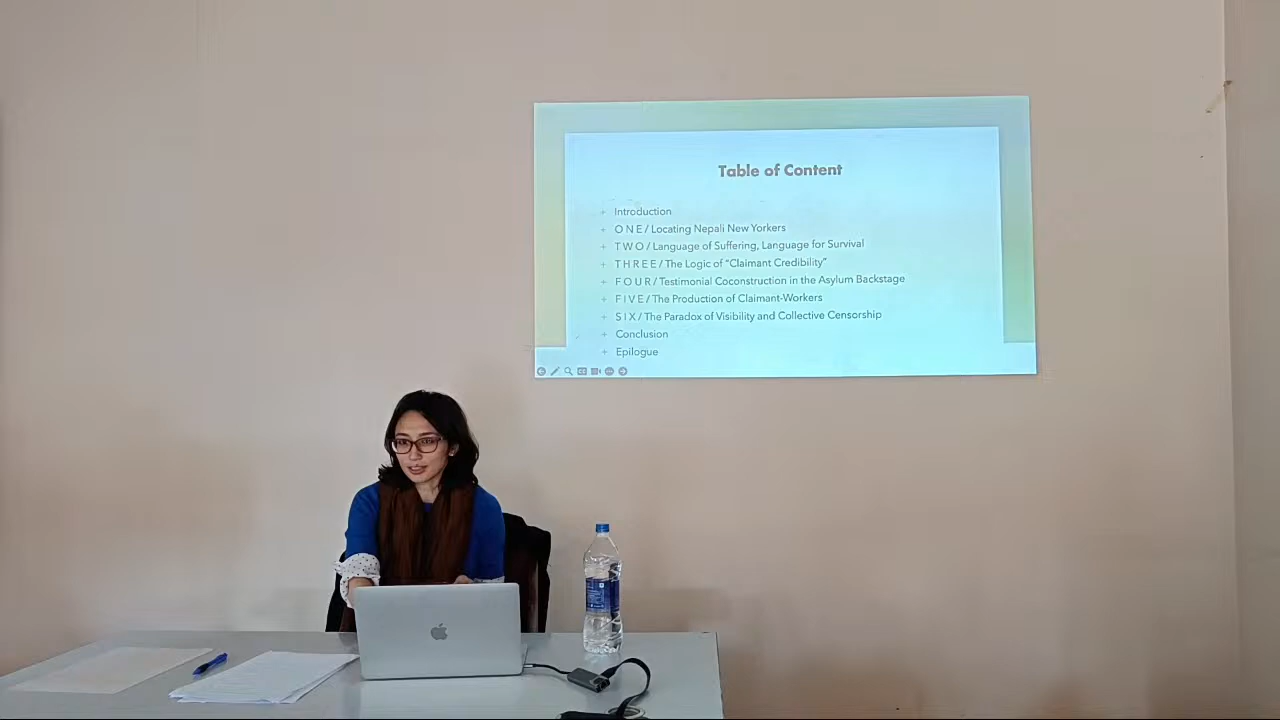 Table of Content
+ Introduction
+ O N E / Locating Nepali New Yorkers
+ T W O / Language of Suffering, Language for Survival
+ T H R E E / The Logic of “Claimant Credibility”
+ F O U R / Testimonial Coconstruction in the Asylum Backstage
+ F I V E / The Production of Claimant-Workers
+ S I X / The Paradox of Visibility and Collective Censorship
+ Conclusion
+ Epilogue